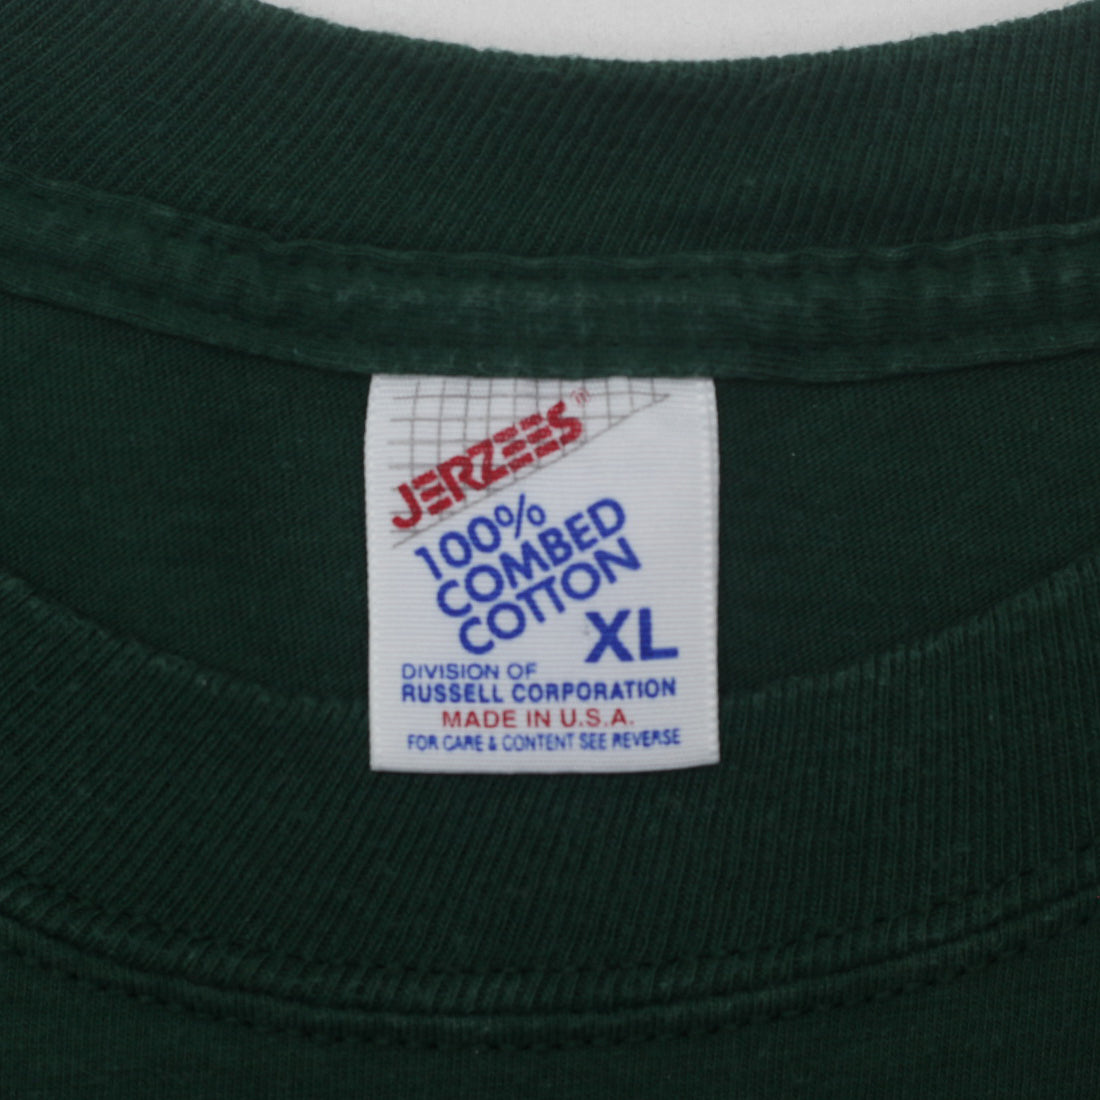 JERZEES
100%
COMBED
COTTON
XL
DIVISION OF
RUSSELL CORPORATION
MADE IN U.S.A.
FOR CARE & CONTENT SEE REVERSE